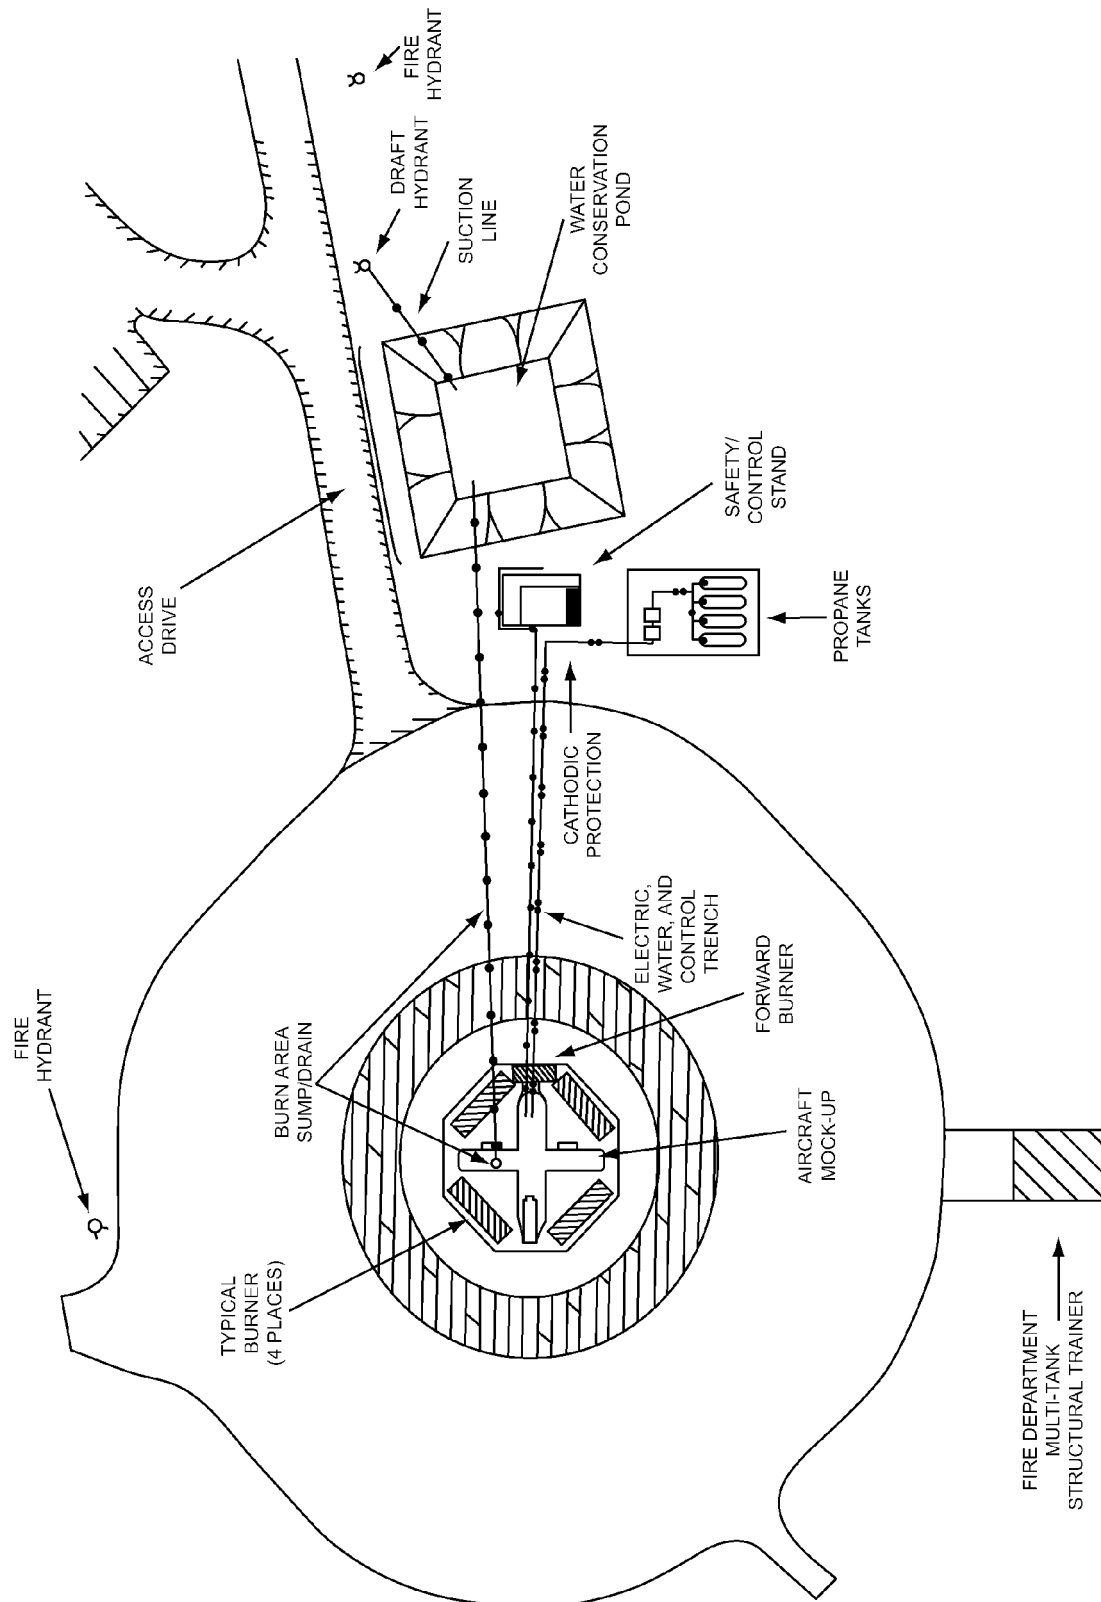 FIRE
HYDRANT
DRAFT
HYDRANT
SUCTION
LINE
WATER
CONSERVATION
POND
ACCESS
DRIVE
SAFETY/
CONTROL
STAND
PROPANE
TANKS
CATHODIC
PROTECTION
ELECTRIC,
WATER, AND
CONTROL
TRENCH
FORWARD
BURNER
FIRE
HYDRANT
BURN AREA
SUMP/DRAIN
AIRCRAFT
MOCK-UP
TYPICAL
BURNER
(4 PLACES)
FIRE DEPARTMENT
MULTI-TANK
STRUCTURAL TRAINER